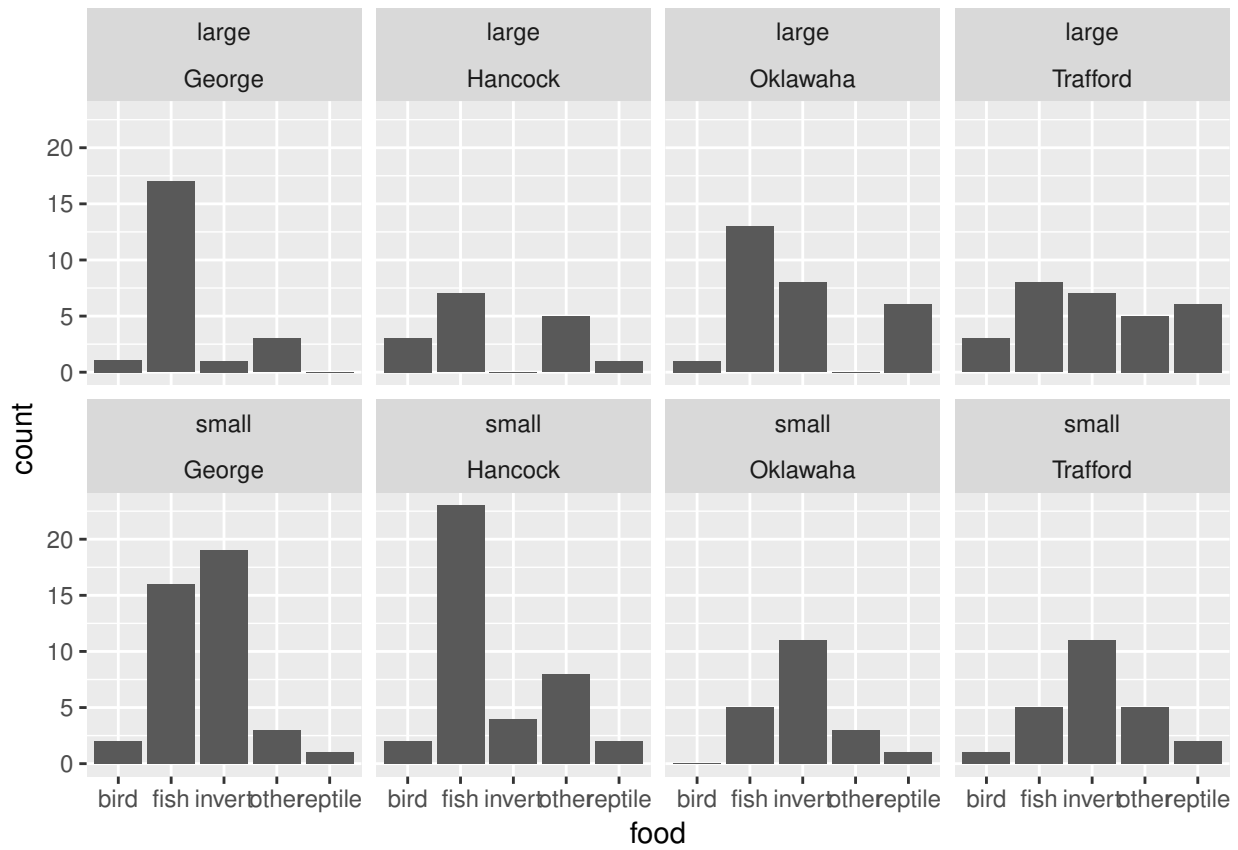 large large large large
George Hancock Oklawaha Trafford
20
15
10
5
0
small small small small
George Hancock Oklawaha Trafford
20
15
10
5
0
count
bird fish invert other reptile bird fish invert other reptile bird fish invert other reptile bird fish invert other reptile
food